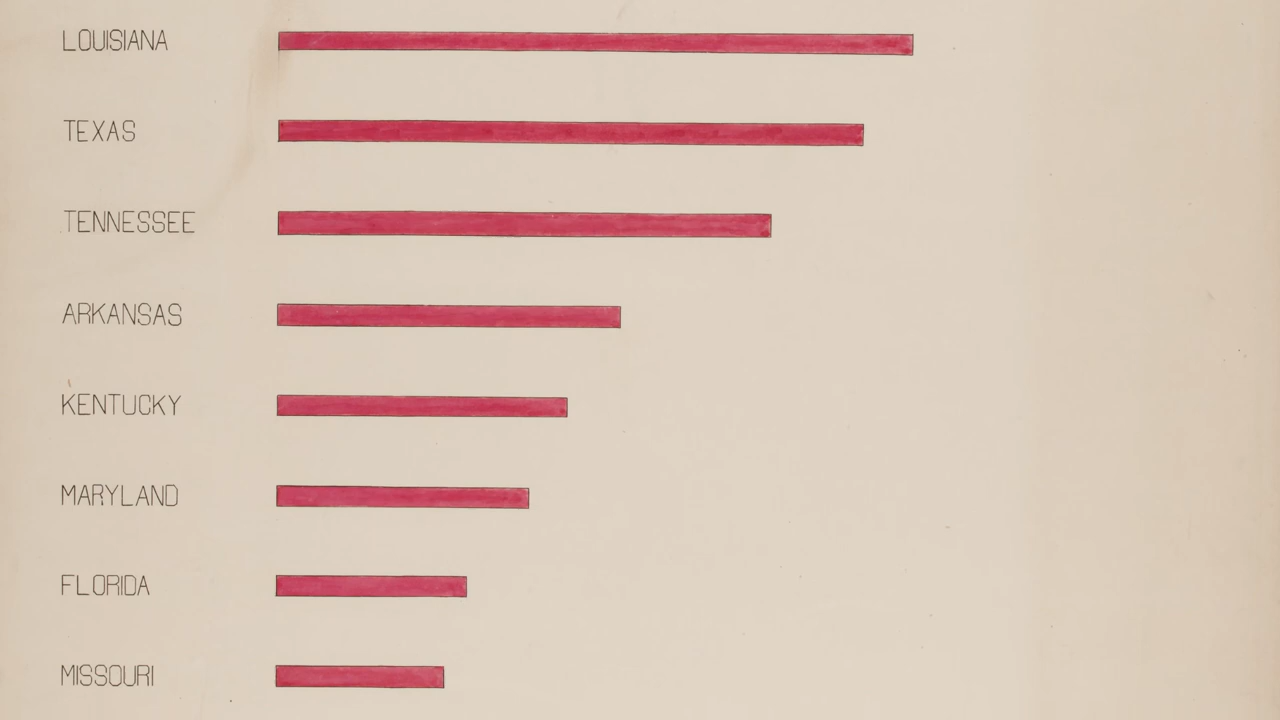 LOUISIANA
TEXAS
TENNESSEE
ARKANSAS
KENTUCKY
MARYLAND
FLORIDA
MISSOURI